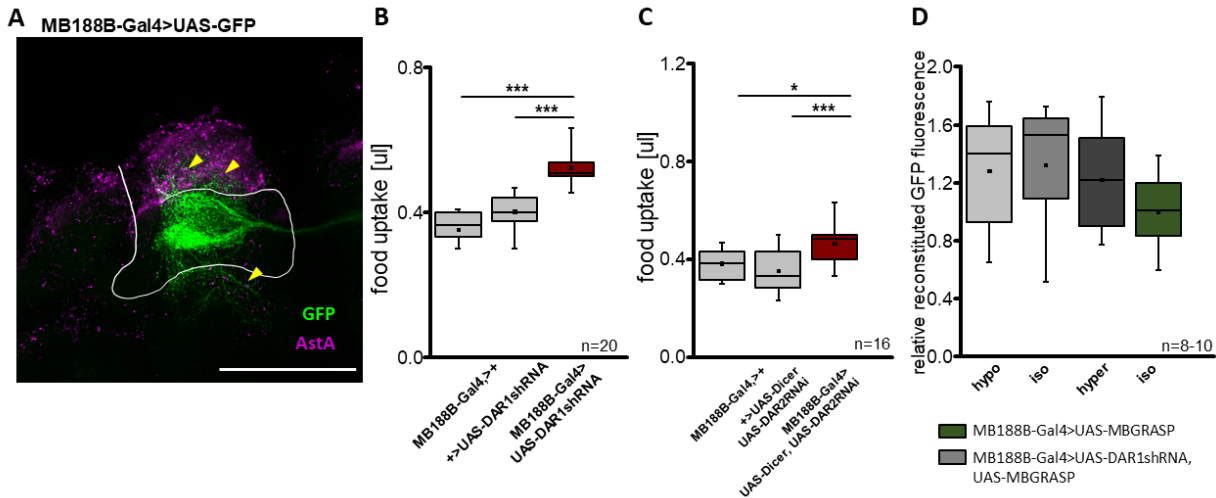 A
MB188B-Gal4>UAS-GFP
GFP
AstA
B
food uptake [ul]
0.8
0.4
0.0
***
***
n=20
MB188B-Gal4,>+
+>UAS-DAR1shRNA
MB188B-Gal4>
UAS-DAR1shRNA
C
food uptake [ul]
1.2
0.8
0.4
0.0
*
***
n=16
MB188B-Gal4,>+
+>UAS-Dicer
UAS-DAR2RNAi
MB188B-Gal4>
UAS-Dicer, UAS-DAR2RNAi
D
relative reconstituted GFP fluorescence
2.0
1.6
1.2
0.8
0.4
0.0
n=8-10
hypo
iso
hyper
iso
MB188B-Gal4>UAS-MBGRASP
MB188B-Gal4>UAS-DAR1shRNA,
UAS-MBGRASP